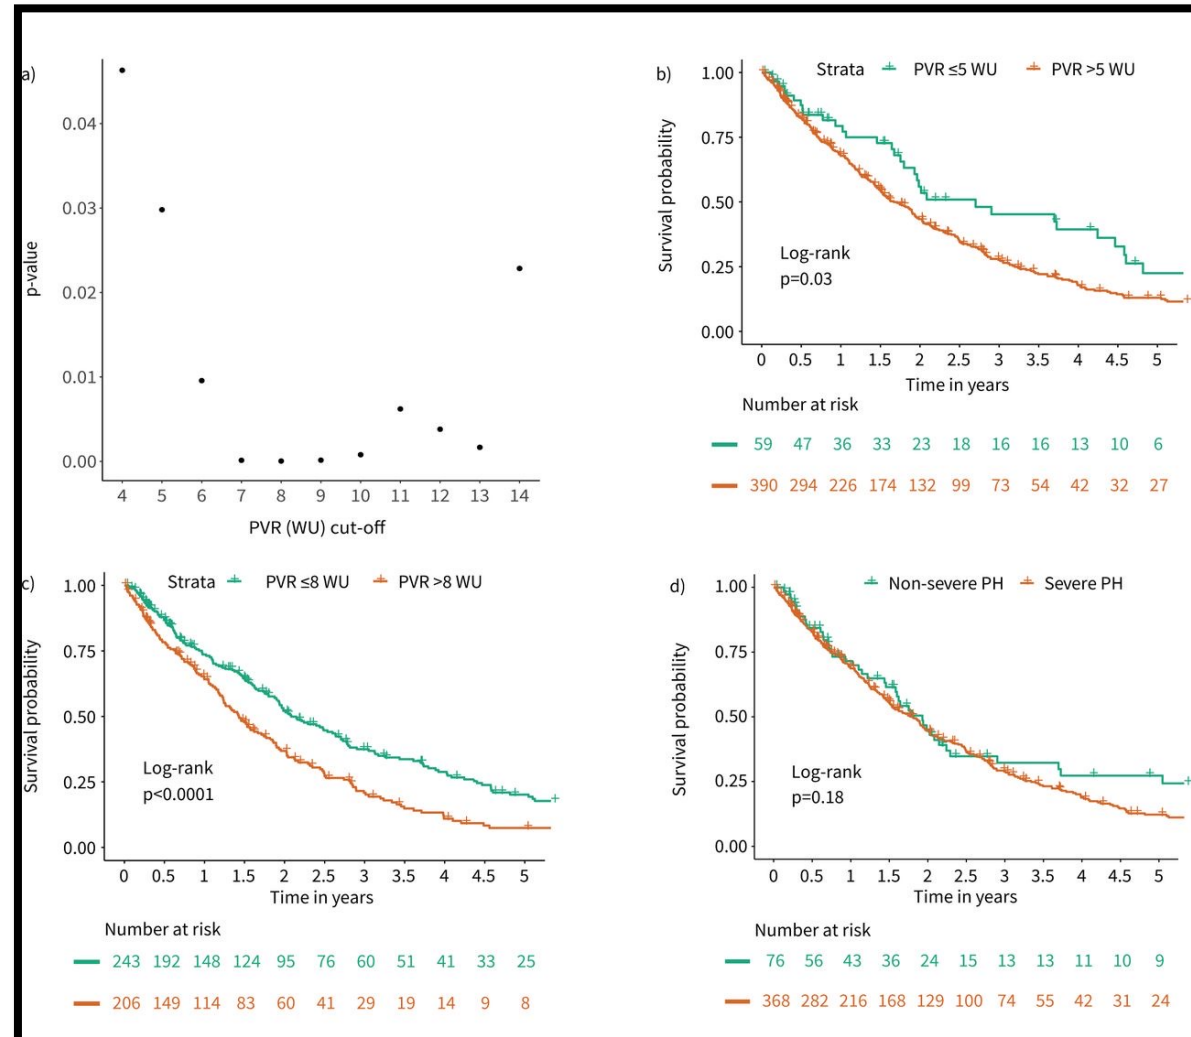 a)
0.04
0.03
0.02
0.01
0.00
p-value
4 5 6 7 8 9 10 11 12 13 14
PVR (WU) cut-off
b)
Strata PVR ≤5 WU PVR >5 WU
1.00
0.75
0.50
0.25
0.00
Survival probability
Log-rank
p=0.03
0 0.5 1 1.5 2 2.5 3 3.5 4 4.5 5
Time in years
Number at risk
59 47 36 33 23 18 16 16 13 10 6
390 294 226 174 132 99 73 54 42 32 27
c)
Strata PVR ≤8 WU PVR >8 WU
1.00
0.75
0.50
0.25
0.00
Survival probability
Log-rank
p<0.0001
0 0.5 1 1.5 2 2.5 3 3.5 4 4.5 5
Time in years
Number at risk
243 192 148 124 95 76 60 51 41 33 25
206 149 114 83 60 41 29 19 14 9 8
d)
Non-severe PH Severe PH
1.00
0.75
0.50
0.25
0.00
Survival probability
Log-rank
p=0.18
0 0.5 1 1.5 2 2.5 3 3.5 4 4.5 5
Time in years
Number at risk
76 56 43 36 24 15 13 13 11 10 9
368 282 216 168 129 100 74 55 42 31 24